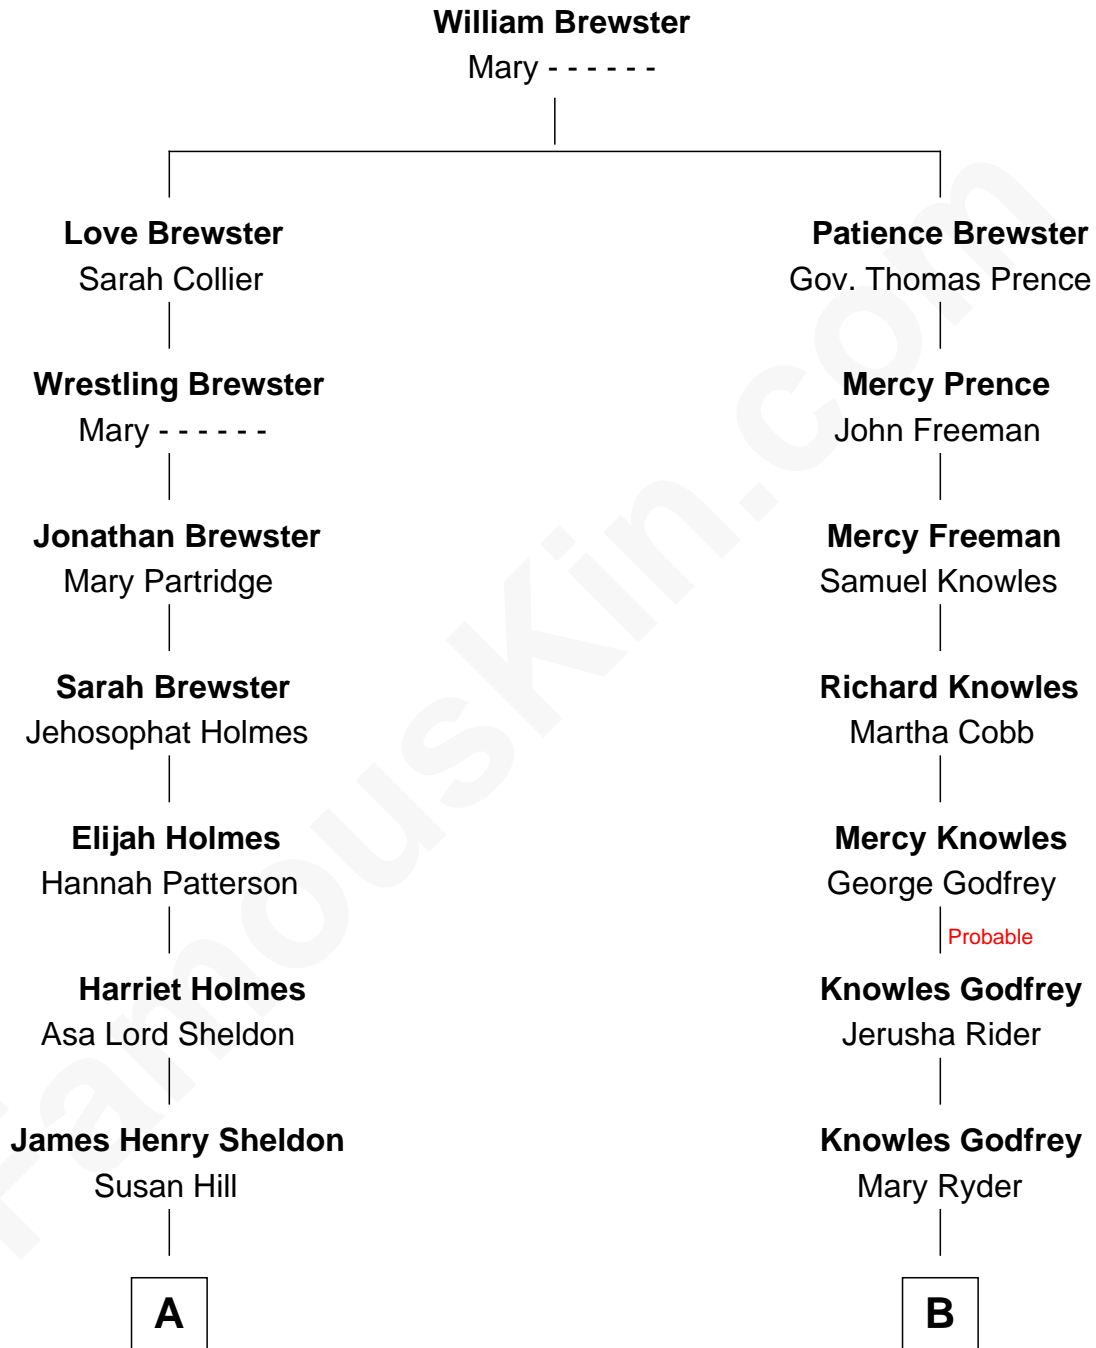 William Brewster
Mary - - - - - -
Love Brewster
Sarah Collier
Patience Brewster
Gov. Thomas Prence
Wrestling Brewster
Mary - - - - - -
Mercy Prence
John Freeman
Jonathan Brewster
Mary Partridge
Mercy Freeman
Samuel Knowles
Sarah Brewster
Jehosophat Holmes
Richard Knowles
Martha Cobb
Elijah Holmes
Hannah Patterson
Mercy Knowles
George Godfrey
Probable
Harriet Holmes
Asa Lord Sheldon
Knowles Godfrey
Jerusha Rider
James Henry Sheldon
Susan Hill
Knowles Godfrey
Mary Ryder
A
B
FamousKin.com